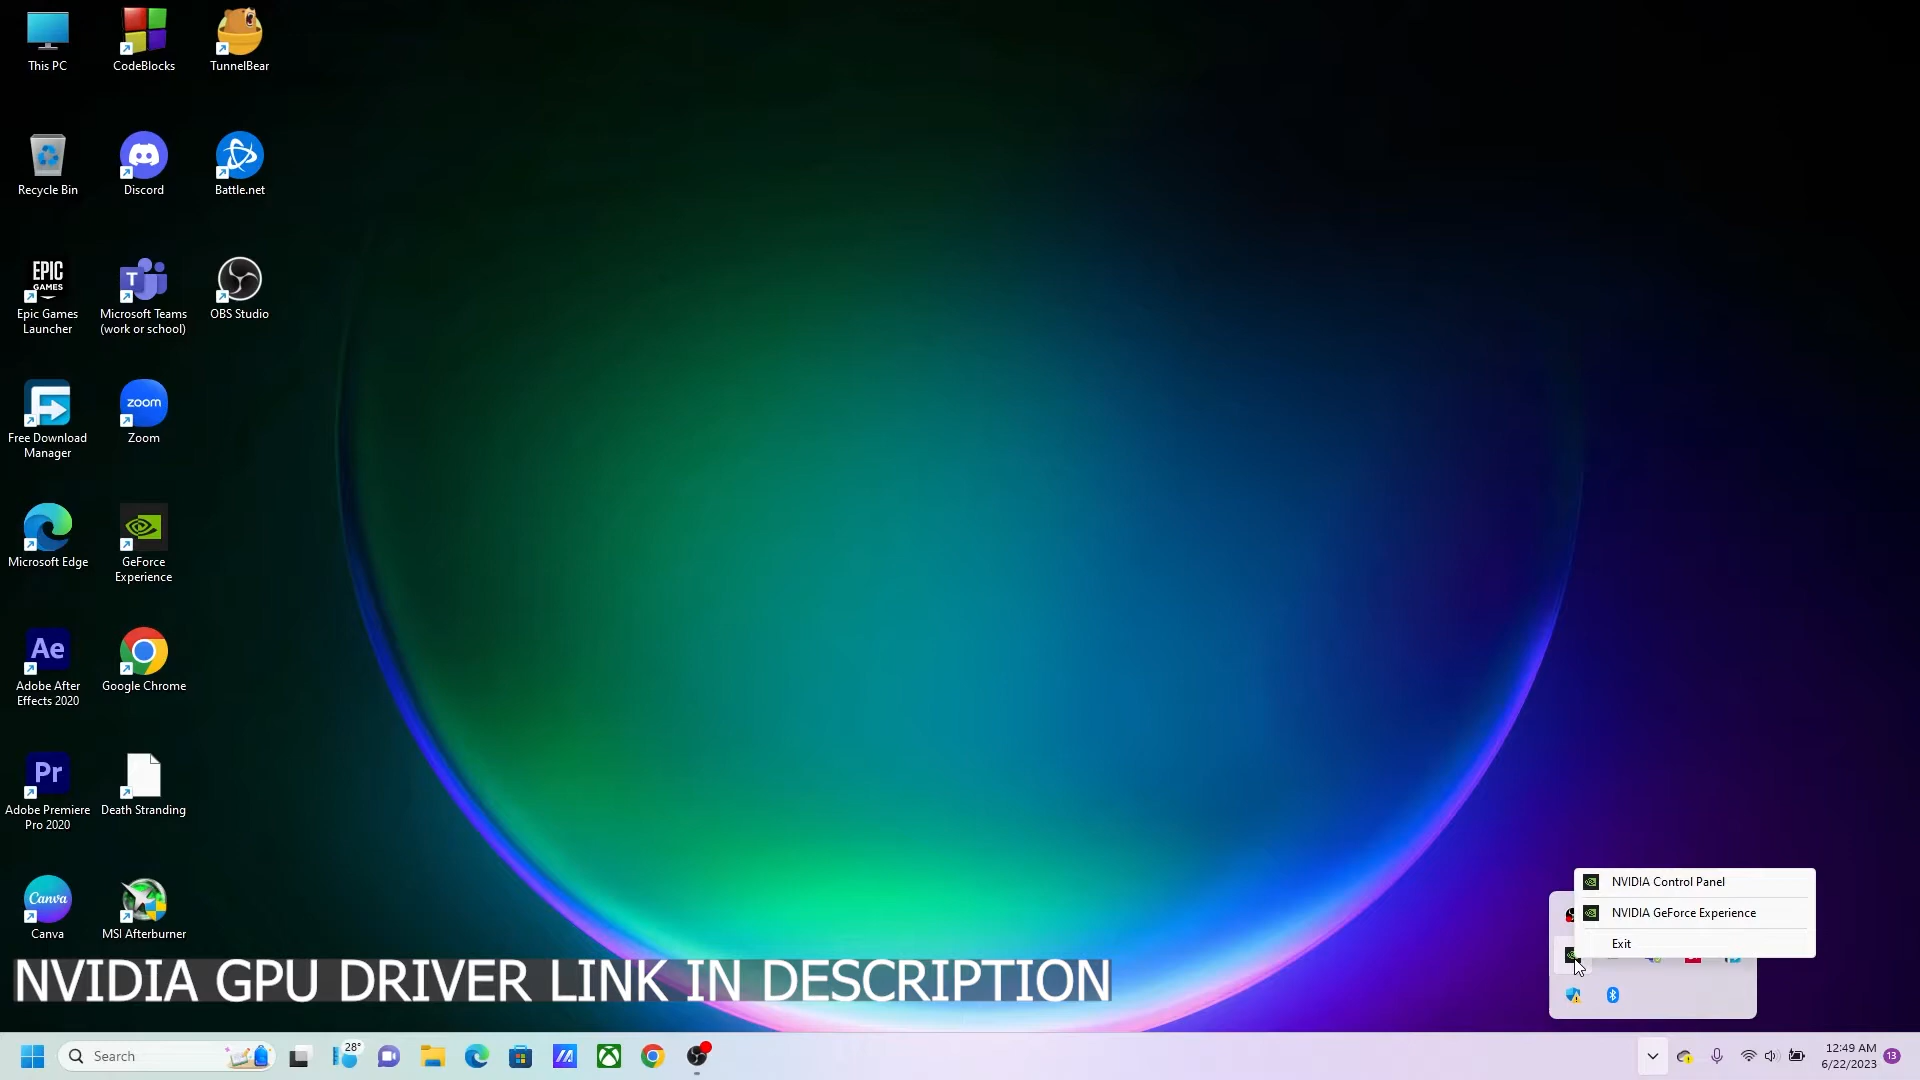 This PC
CodeBlocks
TunnelBear
Recycle Bin
Discord
Battle.net
EPIC
GAMES
Epic Games
Launcher
T
Microsoft Teams
(work or school)
OBS Studio
Free Download
Manager
zoom
Zoom
Microsoft Edge
GeForce
Experience
Ae
Adobe After
Effects 2020
Google Chrome
Pr
Adobe Premiere
Pro 2020
Death Stranding
Canva
Canva
MSI Afterburner
NVIDIA Control Panel
NVIDIA GeForce Experience
Exit
NVIDIA GPU DRIVER LINK IN DESCRIPTION
Search
28°
12:49 AM
6/22/2023
13